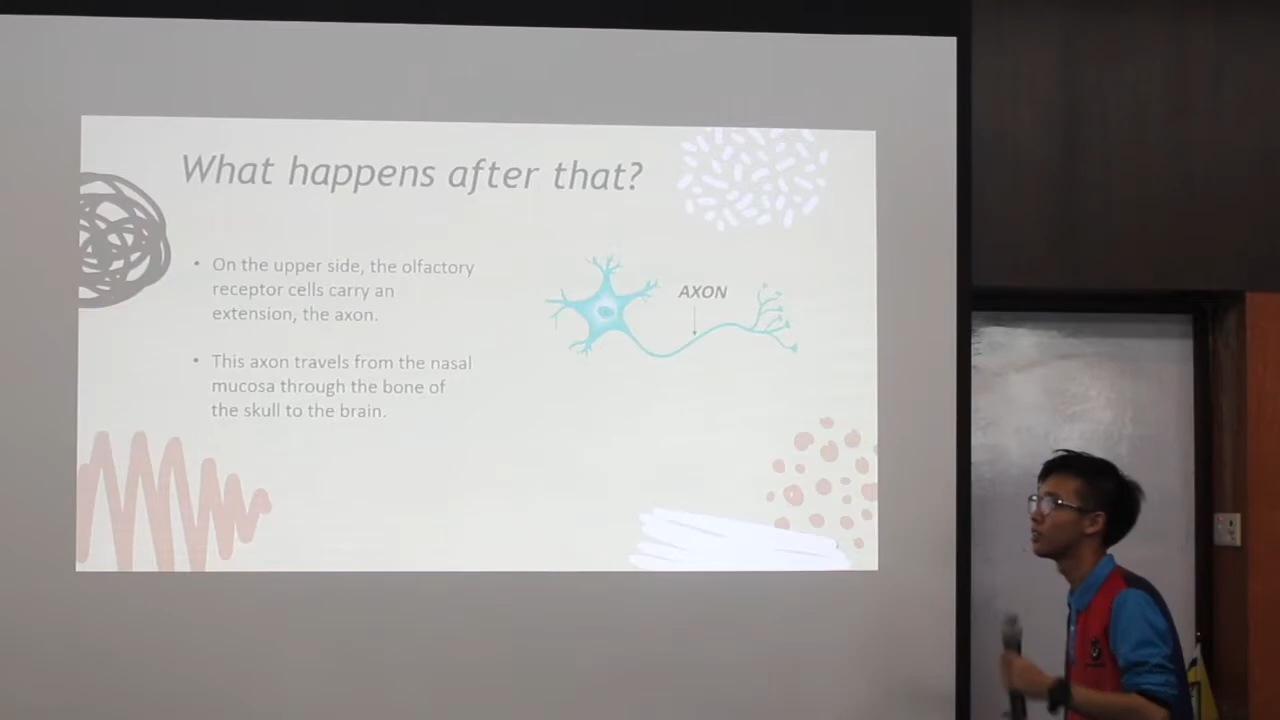 What happens after that?
• On the upper side, the olfactory
receptor cells carry an
extension, the axon.
• This axon travels from the nasal
mucosa through the bone of
the skull to the brain.
AXON